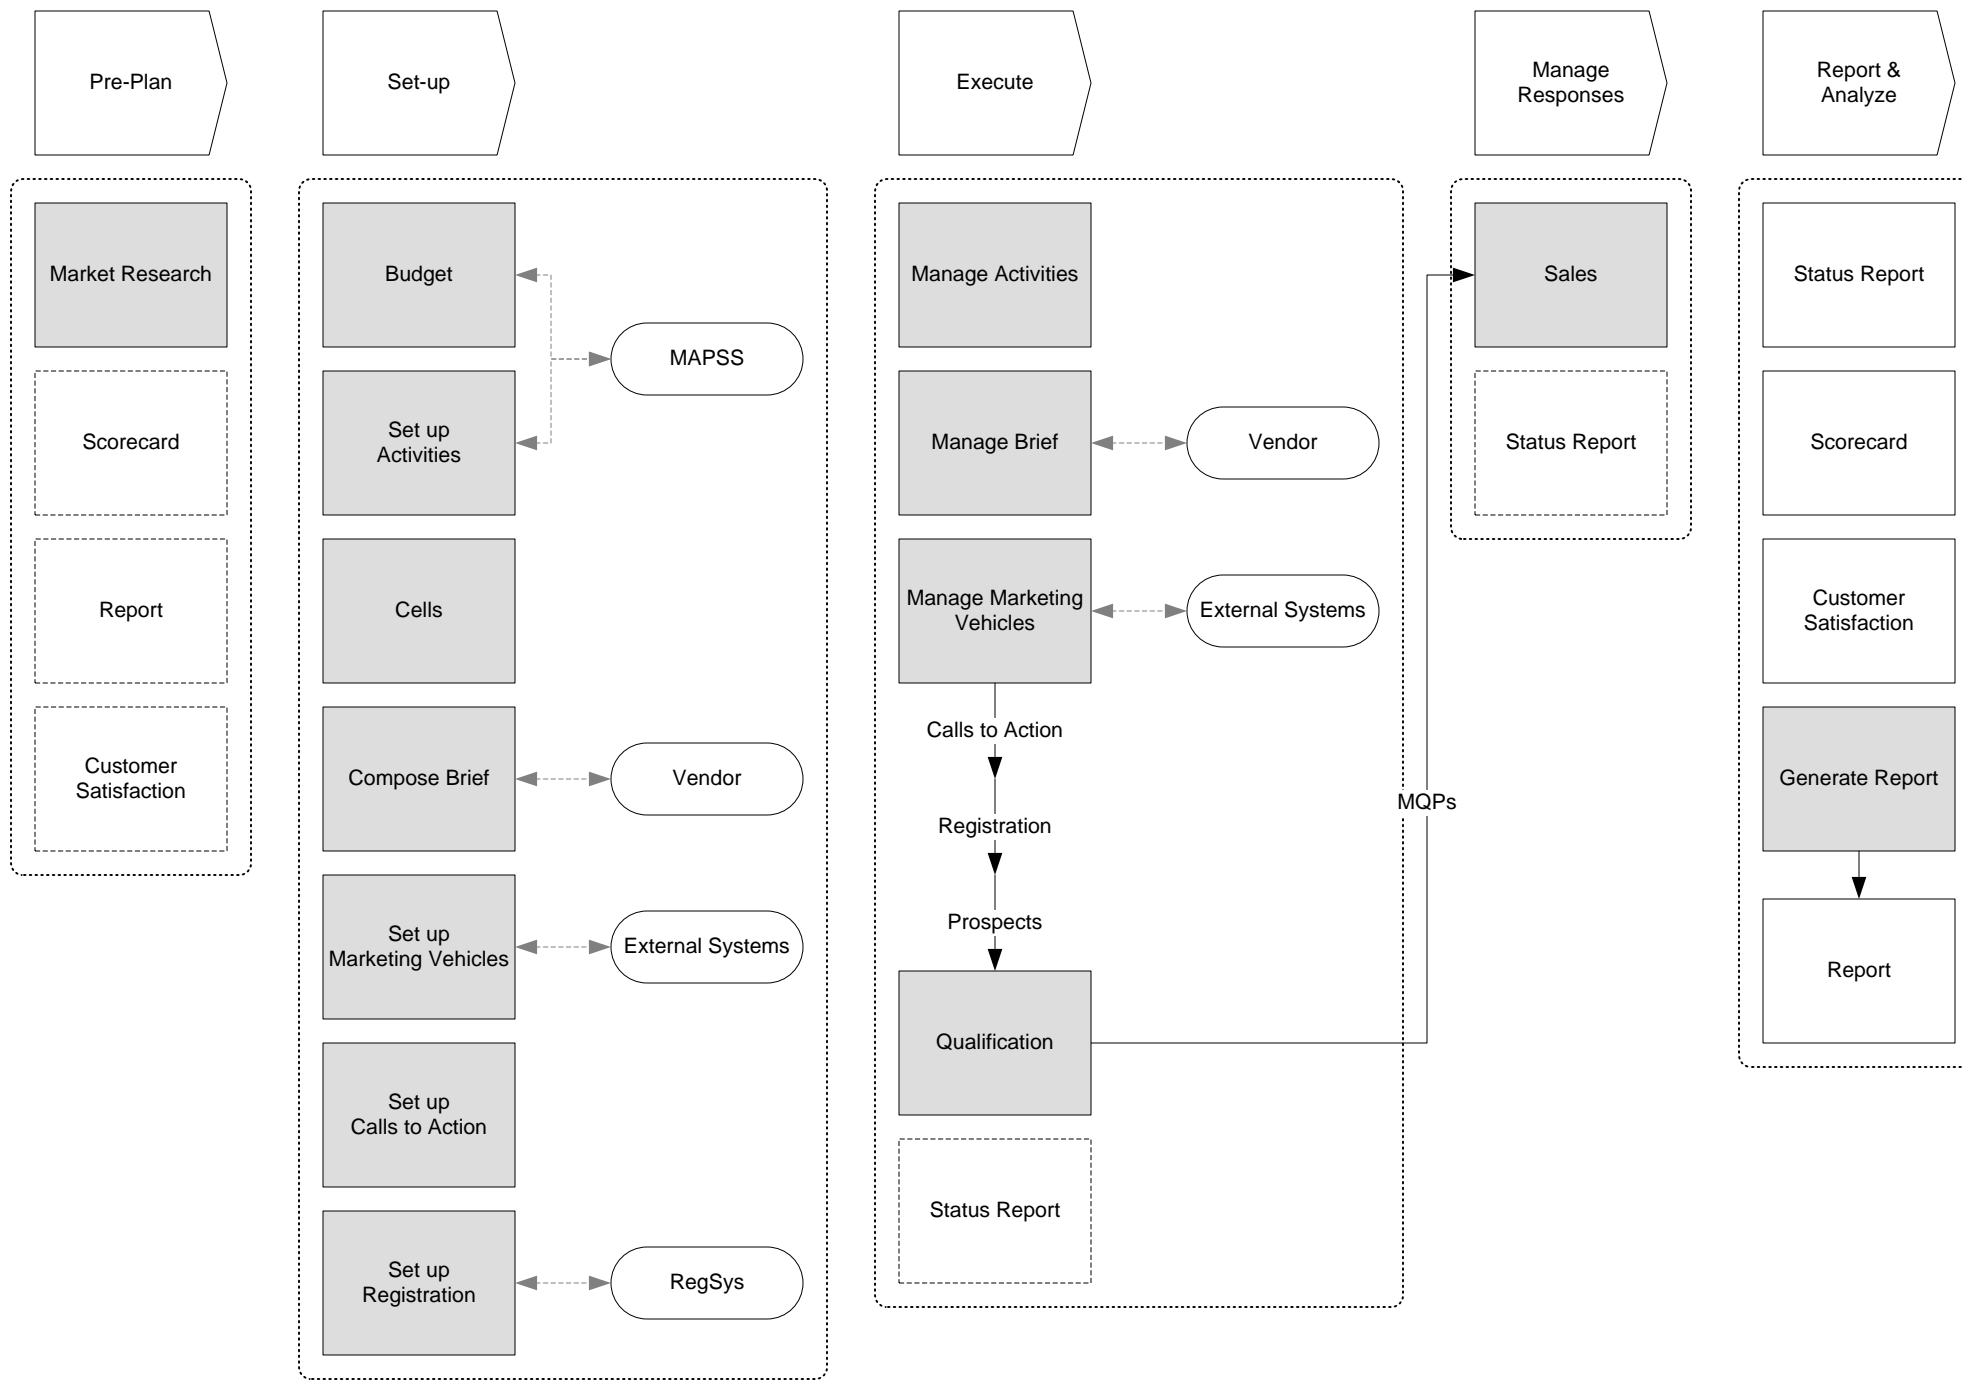 Pre-Plan
Set-up
Execute
Manage
Responses
Report &
Analyze
Market Research
Scorecard
Report
Customer
Satisfaction
Budget
MAPSS
Set up
Activities
Cells
Compose Brief
Vendor
Set up
Marketing Vehicles
External Systems
Set up
Calls to Action
Set up
Registration
RegSys
Manage Activities
Manage Brief
Vendor
Manage Marketing
Vehicles
External Systems
Calls to Action
Registration
Prospects
Qualification
MQPs
Status Report
Sales
Status Report
Status Report
Scorecard
Customer
Satisfaction
Generate Report
Report